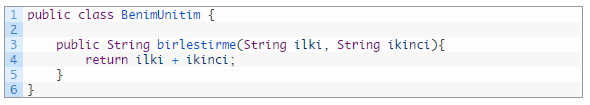 1 public class BenimUnitim {
2
3     public String birlestirme(String ilki, String ikinci){
4         return ilki + ikinci;
5     }
6 }